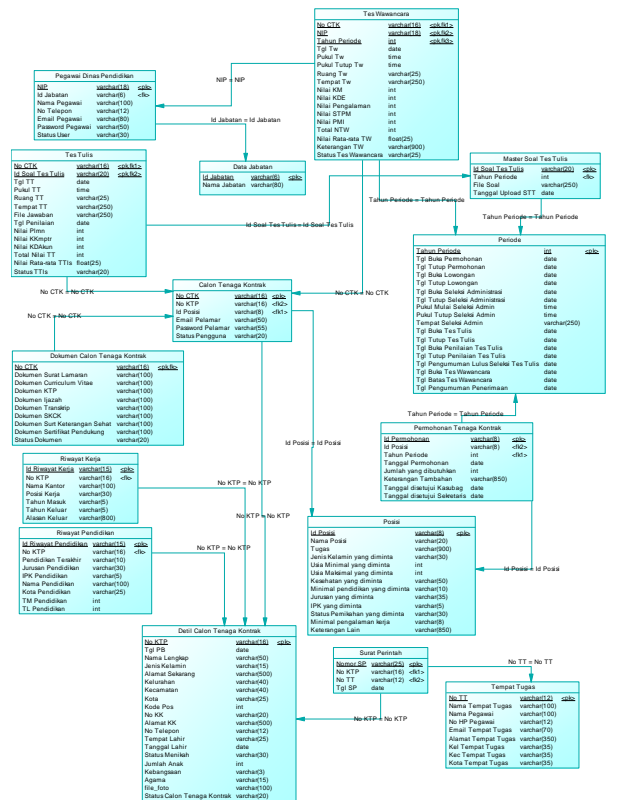 Tes Wawancara
No CTK varchar(16) <pk,fk1>
NIP varchar(18) <pk,fk2>
Tahun Periode int <pk,fk3>
Tgl Tw date
Pukul Tw time
Pukul Tutup Tw time
Ruang Tw varchar(25)
Tempat Tw varchar(250)
Nilai KM int
Nilai KDE int
Nilai Pengalaman int
Nilai STPM int
Nilai PMI int
Total NTW int
Nilai Rata-rata TW float(25)
Keterangan TW varchar(900)
Status Tes Wawancara varchar(25)
Pegawai Dinas Pendidikan
NIP varchar(18) <pk>
Id Jabatan varchar(6) <fk>
Nama Pegawai varchar(100)
No Telepon varchar(12)
Email Pegawai varchar(80)
Password Pegawai varchar(50)
Status User varchar(30)
NIP = NIP
Id Jabatan = Id Jabatan
Data Jabatan
Id Jabatan varchar(6) <pk>
Nama Jabatan varchar(80)
Tes Tulis
No CTK varchar(16) <pk,fk1>
Id Soal Tes Tulis varchar(20) <pk,fk2>
Tgl TT date
Pukul TT time
Ruang TT varchar(25)
Tempat TT varchar(250)
File Jawaban varchar(250)
Tgl Penilaian date
Nilai PImn int
Nilai KKmptr int
Nilai KDAkun int
Total Nilai TT int
Nilai Rata-rata TTls float(25)
Status TTls varchar(20)
Master Soal Tes Tulis
Id Soal Tes Tulis varchar(20) <pk>
Tahun Periode int <fk>
File Soal varchar(250)
Tanggal Upload STT date
Tahun Periode = Tahun Periode
Tahun Periode = Tahun Periode
Id Soal Tes Tulis = Id Soal Tes Tulis
Periode
Tahun Periode int <pk>
Tgl Buka Permohonan date
Tgl Tutup Permohonan date
Tgl Buka Lowongan date
Tgl Tutup Lowongan date
Tgl Buka Seleksi Administrasi date
Tgl Tutup Seleksi Administrasi date
Pukul Mulai Seleksi Admin time
Pukul Tutup Seleksi Admin time
Tempat Seleksi Admin varchar(250)
Tgl Buka Tes Tulis date
Tgl Tutup Tes Tulis date
Tgl Buka Penilaian Tes Tulis date
Tgl Tutup Penilaian Tes Tulis date
Tgl Pengumuman Lulus Seleksi Tes Tulis date
Tgl Buka Tes Wawancara date
Tgl Batas Tes Wawancara date
Tgl Pengumuman Penerimaan date
No CTK = No CTK
No CTK = No CTK
No CTK = No CTK
Calon Tenaga Kontrak
No CTK varchar(16) <pk>
No KTP varchar(16) <fk2>
Id Posisi varchar(8) <fk1>
Email Pelamar varchar(50)
Password Pelamar varchar(55)
Status Pengguna varchar(20)
Dokumen Calon Tenaga Kontrak
No CTK varchar(16) <pk,fk>
Dokumen Surat Lamaran varchar(100)
Dokumen Curriculum Vitae varchar(100)
Dokumen KTP varchar(100)
Dokumen Ijazah varchar(100)
Dokumen Transkrip varchar(100)
Dokumen SKCK varchar(100)
Dokumen Surt Keterangan Sehat varchar(100)
Dokumen Sertifikat Pendukung varchar(100)
Status Dokumen varchar(20)
Tahun Periode = Tahun Periode
Permohonan Tenaga Kontrak
Id Permohonan varchar(8) <pk>
Id Posisi varchar(8) <fk2>
Tahun Periode int <fk1>
Tanggal Permohonan date
Jumlah yang dibutuhkan int
Keterangan Tambahan varchar(850)
Tanggal disetujui Kasubag date
Tanggal disetujui Sekretaris date
Id Posisi = Id Posisi
Riwayat Kerja
Id Riwayat Kerja varchar(15) <pk>
No KTP varchar(16) <fk>
Nama Kantor varchar(100)
Posisi Kerja varchar(30)
Tahun Masuk varchar(5)
Tahun Keluar varchar(5)
Alasan Keluar varchar(800)
No KTP = No KTP
No KTP = No KTP
No KTP = No KTP
Riwayat Pendidikan
Id Riwayat Pendidikan varchar(15) <pk>
No KTP varchar(16) <fk>
Pendidikan Terakhir varchar(10)
Jurusan Pendidikan varchar(30)
IPK Pendidikan varchar(5)
Nama Pendidikan varchar(100)
Kota Pendidikan varchar(25)
TM Pendidikan int
TL Pendidikan int
Posisi
Id Posisi varchar(8) <pk>
Nama Posisi varchar(20)
Tugas varchar(900)
Jenis Kelamin yang diminta varchar(30)
Usia Minimal yang diminta int
Usia Maksimal yang diminta int
Kesehatan yang diminta varchar(50)
Minimal pendidikan yang diminta varchar(10)
Jurusan yang diminta varchar(35)
IPK yang diminta varchar(5)
Status Pernikahan yang diminta varchar(30)
Minimal pengalaman kerja varchar(8)
Keterangan Lain varchar(850)
Id Posisi = Id Posisi
Detil Calon Tenaga Kontrak
No KTP varchar(16) <pk>
Tgl PB date
Nama Lengkap varchar(50)
Jenis Kelamin varchar(15)
Alamat Sekarang varchar(500)
Kelurahan varchar(40)
Kecamatan varchar(40)
Kota varchar(25)
Kode Pos int
No KK varchar(20)
Alamat KK varchar(500)
No Telepon varchar(12)
Tempat Lahir varchar(25)
Tanggal Lahir date
Status Menikah varchar(30)
Jumlah Anak int
Kebangsaan varchar(3)
Agama varchar(15)
file_foto varchar(100)
Status Calon Tenaga Kontrak varchar(20)
Surat Perintah
Nomor SP varchar(25) <pk>
No KTP varchar(16) <fk1>
No TT varchar(12) <fk2>
Tgl SP date
No TT = No TT
No KTP = No KTP
Tempat Tugas
No TT varchar(12) <pk>
Nama Tempat Tugas varchar(100)
Nama Pegawai varchar(100)
No HP Pegawai varchar(12)
Email Tempat Tugas varchar(70)
Alamat Tempat Tugas varchar(350)
Kel Tempat Tugas varchar(35)
Kec Tempat Tugas varchar(35)
Kota Tempat Tugas varchar(35)